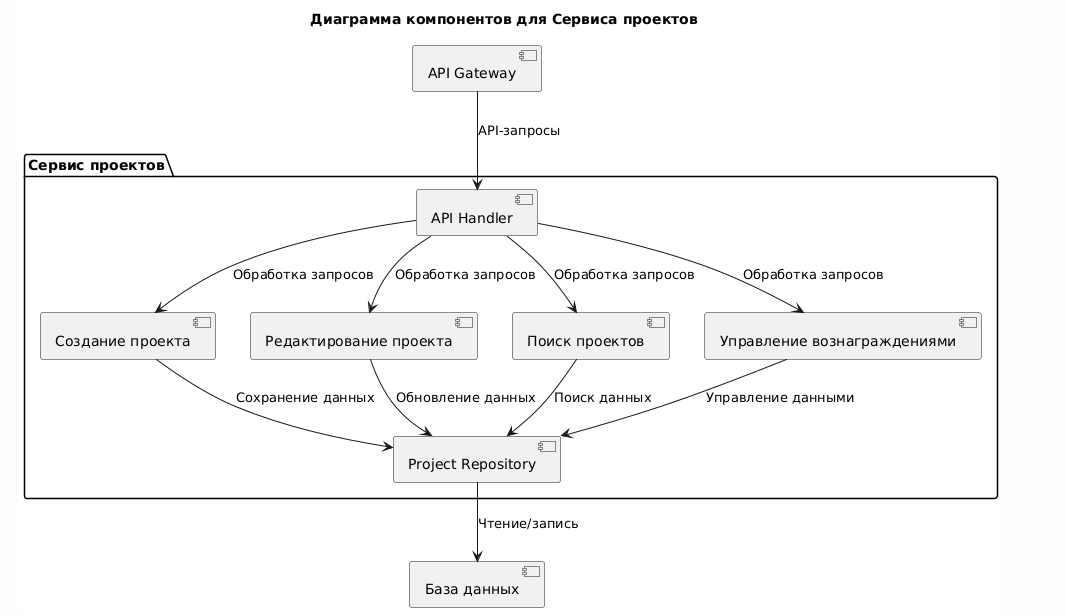 Диаграмма компонентов для Сервиса проектов
API Gateway
API-запросы
Сервис проектов
API Handler
Обработка запросов
Обработка запросов
Обработка запросов
Обработка запросов
Создание проекта
Редактирование проекта
Поиск проектов
Управление вознаграждениями
Сохранение данных
Обновление данных
Поиск данных
Управление данными
Project Repository
Чтение/запись
База данных